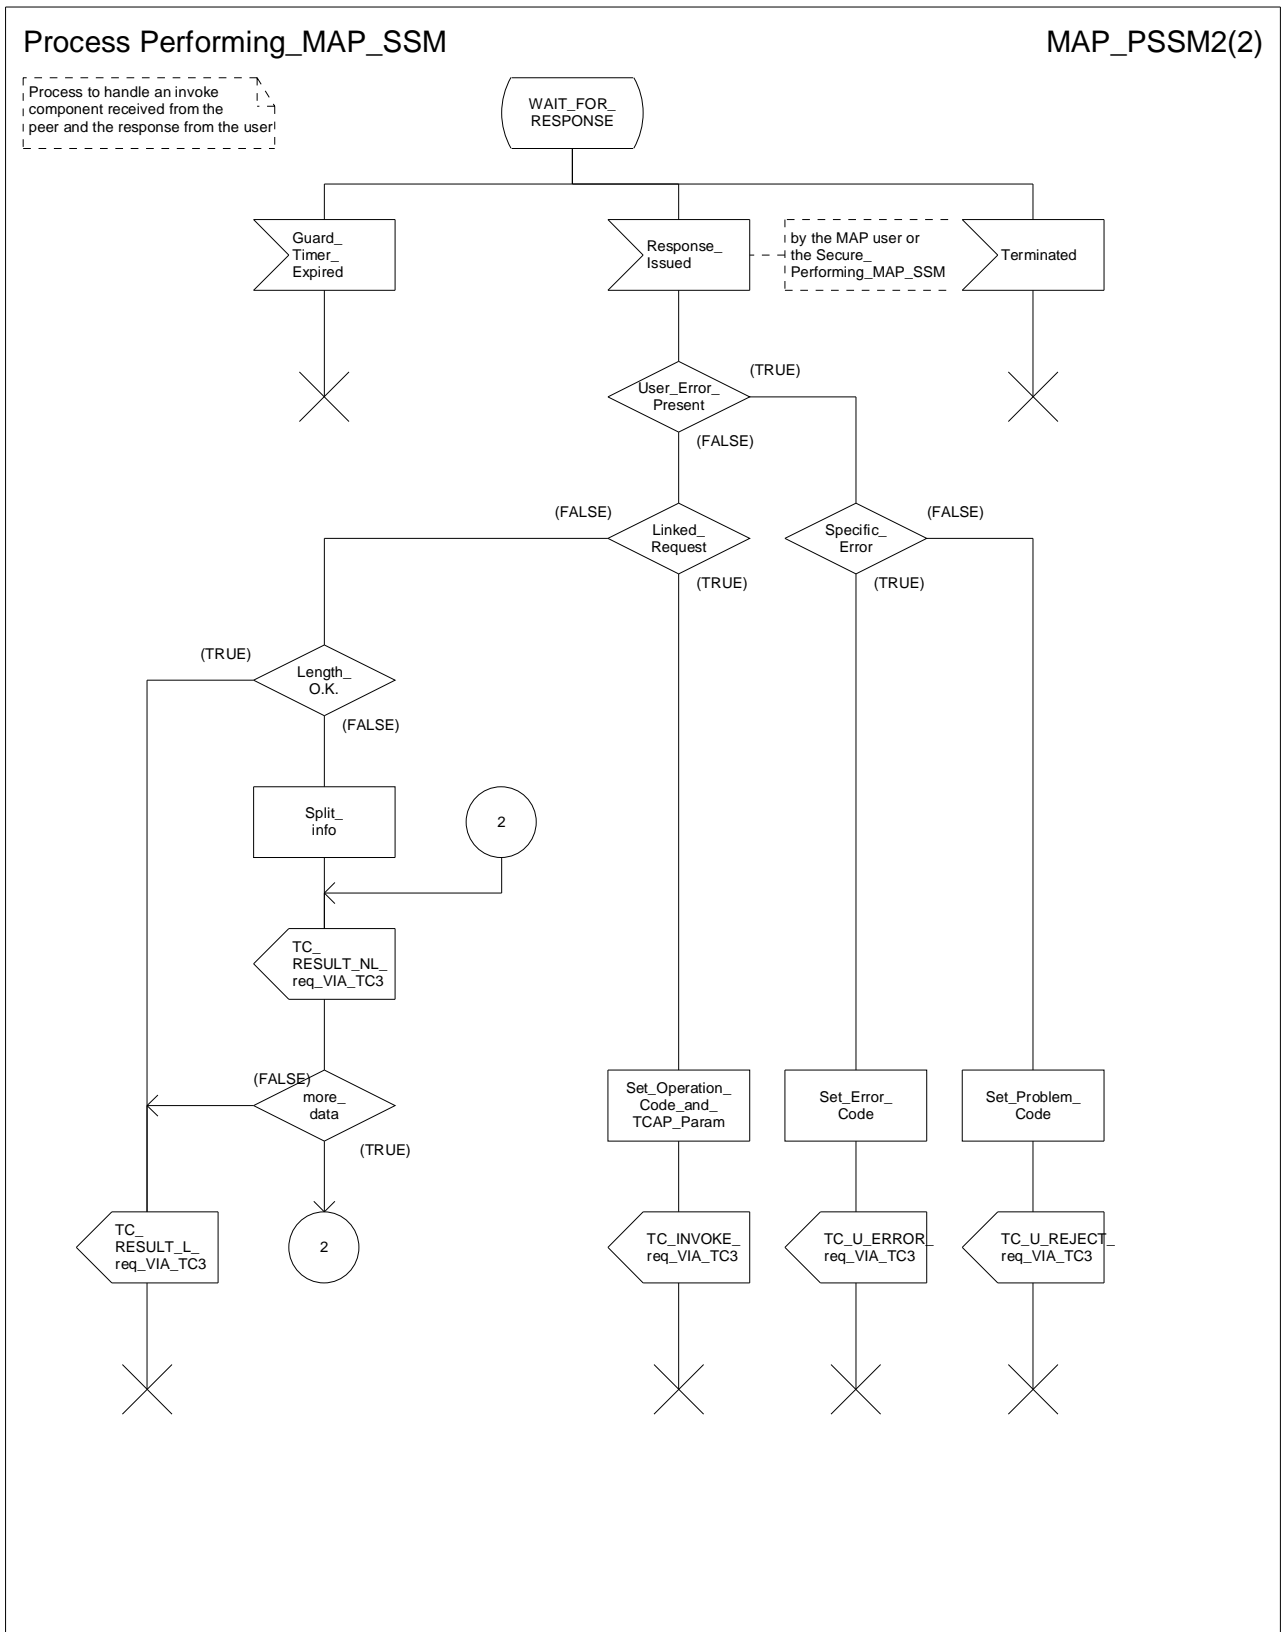 Process Performing_MAP_SSM
MAP_PSSM2(2)
Process to handle an invoke
component received from the
peer and the response from the user
WAIT_FOR_
RESPONSE
Guard_
Timer_
Expired
Response_
Issued
by the MAP user or
the Secure_
Performing_MAP_SSM
Terminated
User_Error_
Present
(TRUE)
(FALSE)
(FALSE)
Linked_
Request
(TRUE)
Specific_
Error
(FALSE)
(TRUE)
(TRUE)
Length_
O.K.
(FALSE)
Split_
info
2
TC_
RESULT_NL_
req_VIA_TC3
(FALSE)
more_
data
(TRUE)
Set_Operation_
Code_and_
TCAP_Param
Set_Error_
Code
Set_Problem_
Code
TC_
RESULT_L_
req_VIA_TC3
2
TC_INVOKE_
req_VIA_TC3
TC_U_ERROR_
req_VIA_TC3
TC_U_REJECT_
req_VIA_TC3